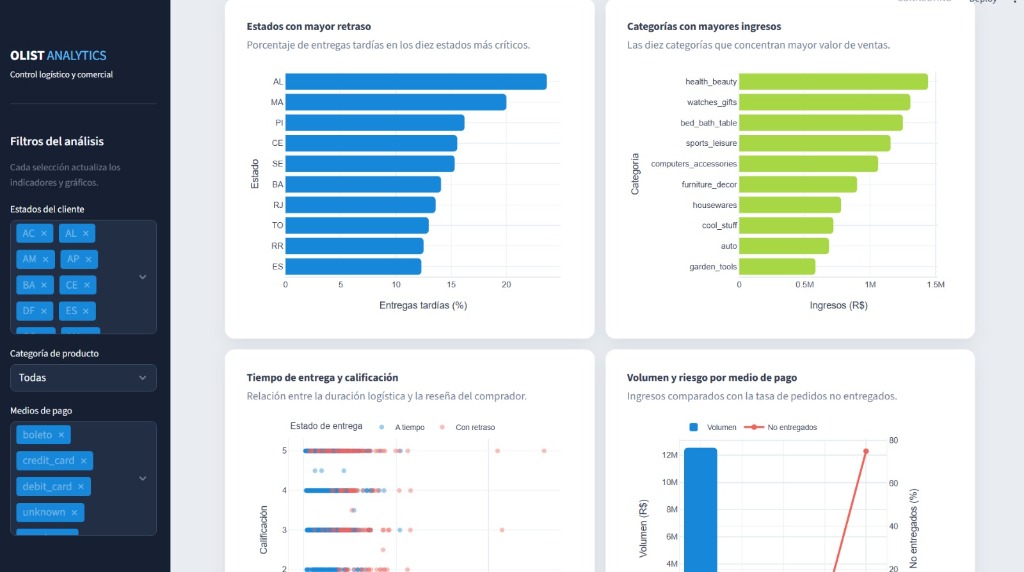 OLIST ANALYTICS
Control logístico y comercial
Filtros del análisis
Cada selección actualiza los
indicadores y gráficos.
Estados del cliente
AC × AL ×
AM × AP ×
BA × CE ×
DF × ES ×
Categoría de producto
Todas
Medios de pago
boleto ×
credit_card ×
debit_card ×
unknown ×
Deploy
Estados con mayor retraso
Porcentaje de entregas tardías en los diez estados más críticos.
Estado
AL
MA
PI
CE
SE
BA
RJ
TO
RR
ES
0 5 10 15 20
Entregas tardías (%)
Categorías con mayores ingresos
Las diez categorías que concentran mayor valor de ventas.
Categoría
health_beauty
watches_gifts
bed_bath_table
sports_leisure
computers_accessories
furniture_decor
housewares
cool_stuff
auto
garden_tools
0 0.5M 1M 1.5M
Ingresos (R$)
Tiempo de entrega y calificación
Relación entre la duración logística y la reseña del comprador.
Estado de entrega A tiempo Con retraso
Calificación
5
4
3
2
Volumen y riesgo por medio de pago
Ingresos comparados con la tasa de pedidos no entregados.
Volumen No entregados
Volumen (R$)
12M
10M
8M
6M
4M
80
60
40
20
No entregados (%)